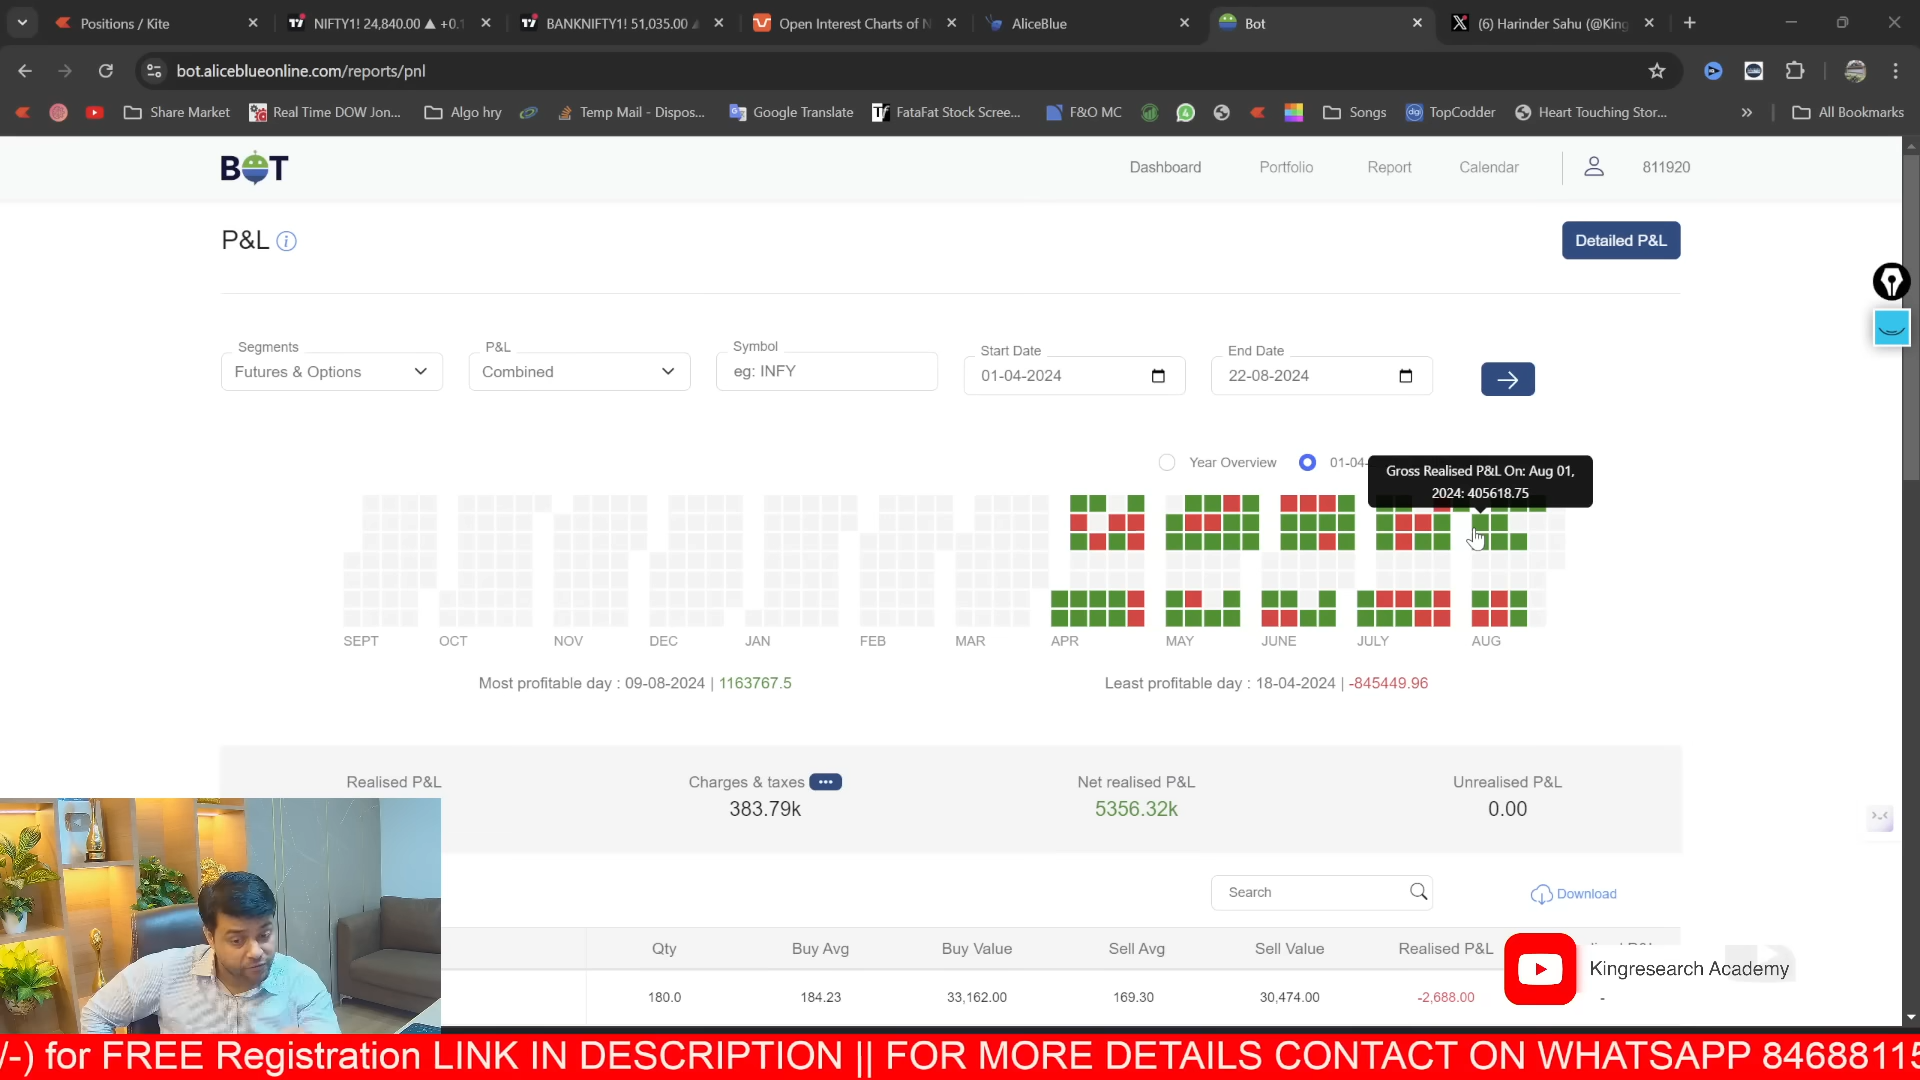 Positions / Kite
NIFTY1! 24,840.00 ▲ +0.1
BANKNIFTY1! 51,035.00
Open Interest Charts of N
AliceBlue
Bot
(6) Harinder Sahu (@King
bot.aliceblueonline.com/reports/pnl
Share Market
Real Time DOW Jon...
Algo hry
Temp Mail - Dispos...
Google Translate
FataFat Stock Scree...
F&O MC
Songs
TopCodder
Heart Touching Stor...
All Bookmarks
BOT
Dashboard
Portfolio
Report
Calendar
811920
P&L
Detailed P&L
Segments
Futures & Options
P&L
Combined
Symbol
eg: INFY
Start Date
01-04-2024
End Date
22-08-2024
Year Overview
01-04-
Gross Realised P&L On: Aug 01,
2024: 405618.75
SEPT OCT NOV DEC JAN FEB MAR APR MAY JUNE JULY AUG
Most profitable day : 09-08-2024 | 1163767.5
Least profitable day : 18-04-2024 | -845449.96
Realised P&L
Charges & taxes
383.79k
Net realised P&L
5356.32k
Unrealised P&L
0.00
Search
Download
Qty Buy Avg Buy Value Sell Avg Sell Value Realised P&L
180.0 184.23 33,162.00 169.30 30,474.00 -2,688.00 -
Kingresearch Academy
/-) for FREE Registration LINK IN DESCRIPTION || FOR MORE DETAILS CONTACT ON WHATSAPP 84688115